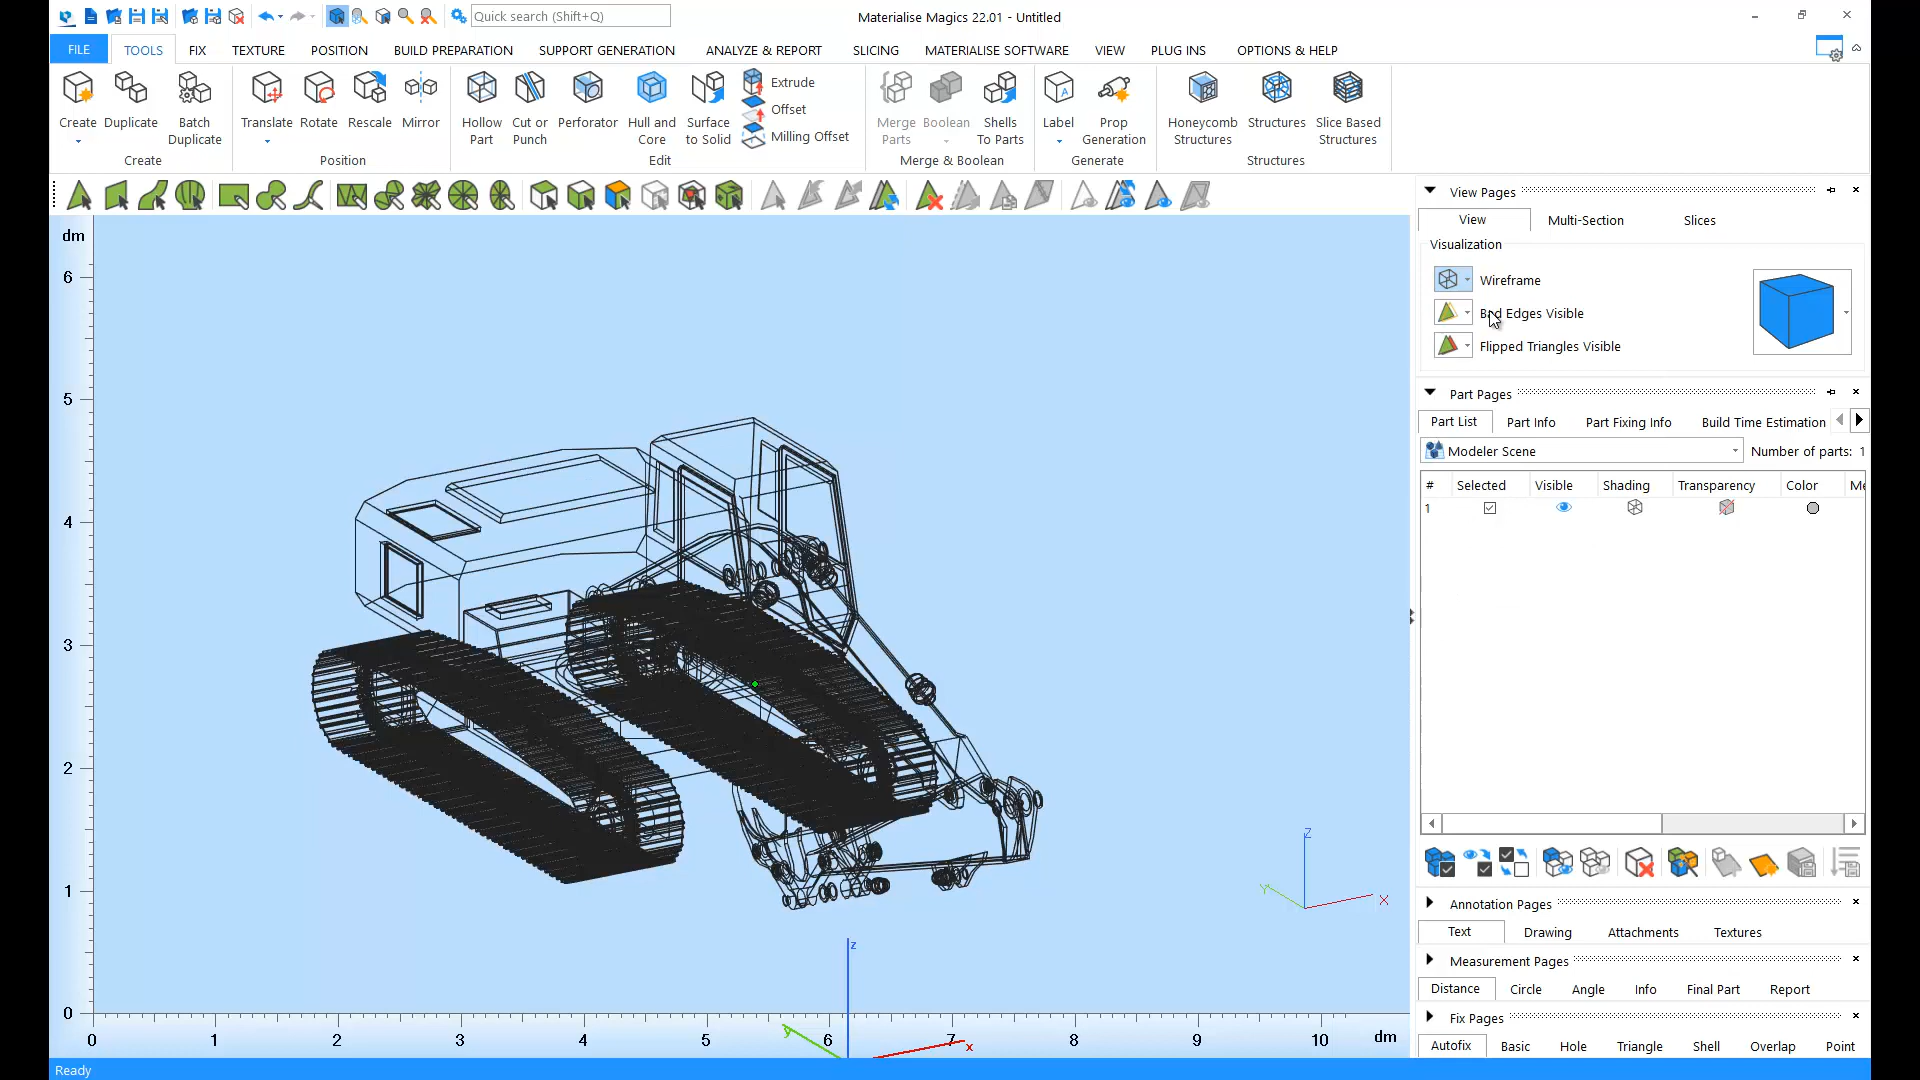 Quick search (Shift+Q)
Materialise Magics 22.01 - Untitled
FILE TOOLS FIX TEXTURE POSITION BUILD PREPARATION SUPPORT GENERATION ANALYZE & REPORT SLICING MATERIALISE SOFTWARE VIEW PLUG INS OPTIONS & HELP
Create Duplicate Batch Duplicate Translate Rotate Rescale Mirror Hollow Part Cut or Punch Perforator Hull and Core Surface to Solid Extrude Offset Milling Offset Merge Parts Boolean Shells To Parts Label Prop Generation Honeycomb Structures Structures Slice Based Structures
Create Position Edit Merge & Boolean Generate Structures
View Pages
View Multi-Section Slices
Visualization
Wireframe
Bad Edges Visible
Flipped Triangles Visible
Part Pages
Part List Part Info Part Fixing Info Build Time Estimation
Modeler Scene Number of parts: 1
# Selected Visible Shading Transparency Color Me
1
Annotation Pages
Text Drawing Attachments Textures
Measurement Pages
Distance Circle Angle Info Final Part Report
Fix Pages
Autofix Basic Hole Triangle Shell Overlap Point
dm
6
5
4
3
2
1
0
Z
Y X
z
y x
0 1 2 3 4 5 6 7 8 9 10 dm
Ready